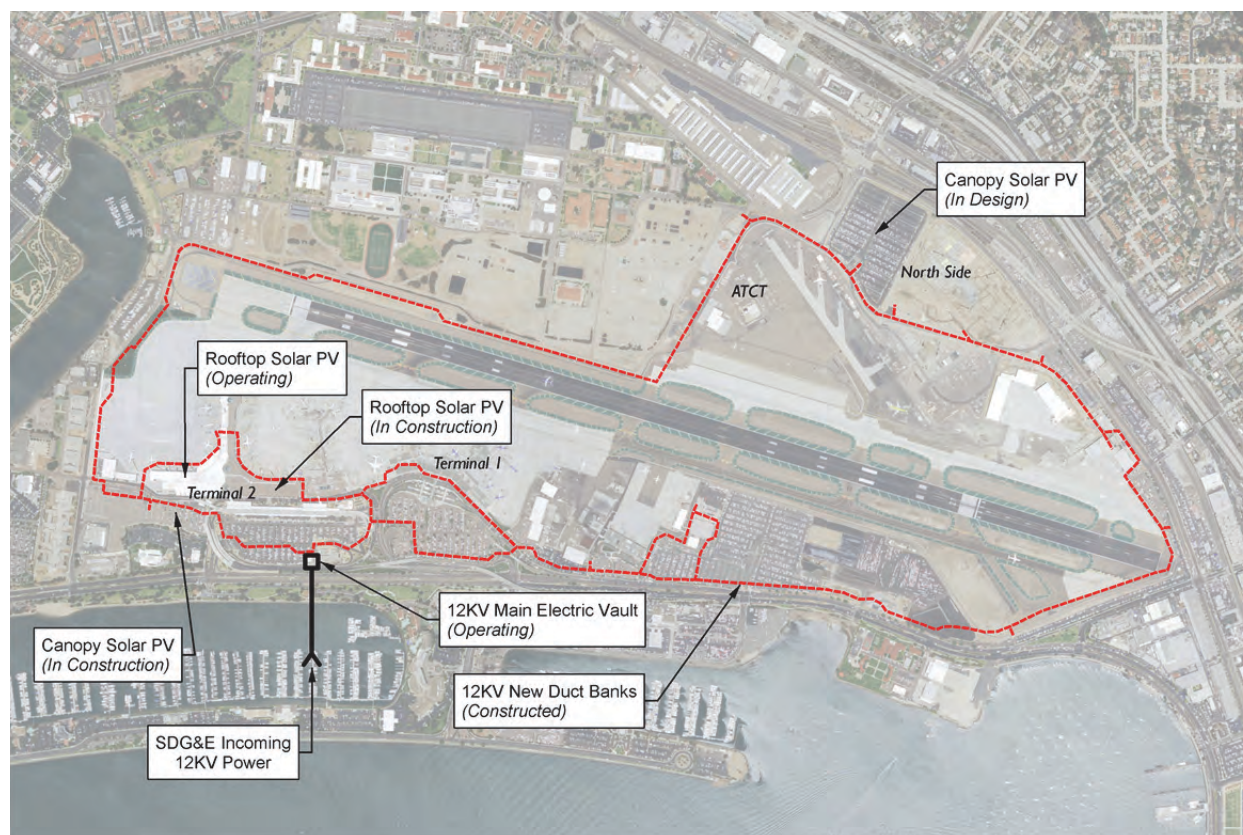 Canopy Solar PV
(In Design)
North Side
ATCT
Rooftop Solar PV
(Operating)
Rooftop Solar PV
(In Construction)
Terminal 1
Terminal 2
12KV Main Electric Vault
(Operating)
Canopy Solar PV
(In Construction)
12KV New Duct Banks
(Constructed)
SDG&E Incoming
12KV Power